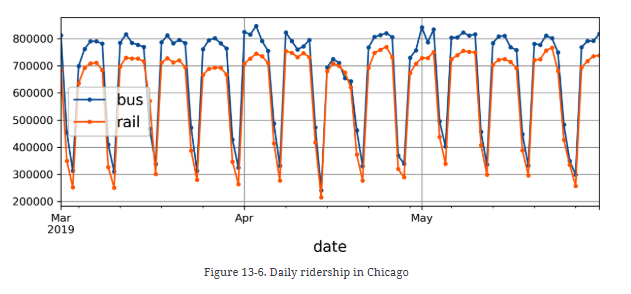 800000
700000
600000
500000
400000
300000
200000
bus
rail
Mar
2019
Apr
May
date
Figure 13-6. Daily ridership in Chicago